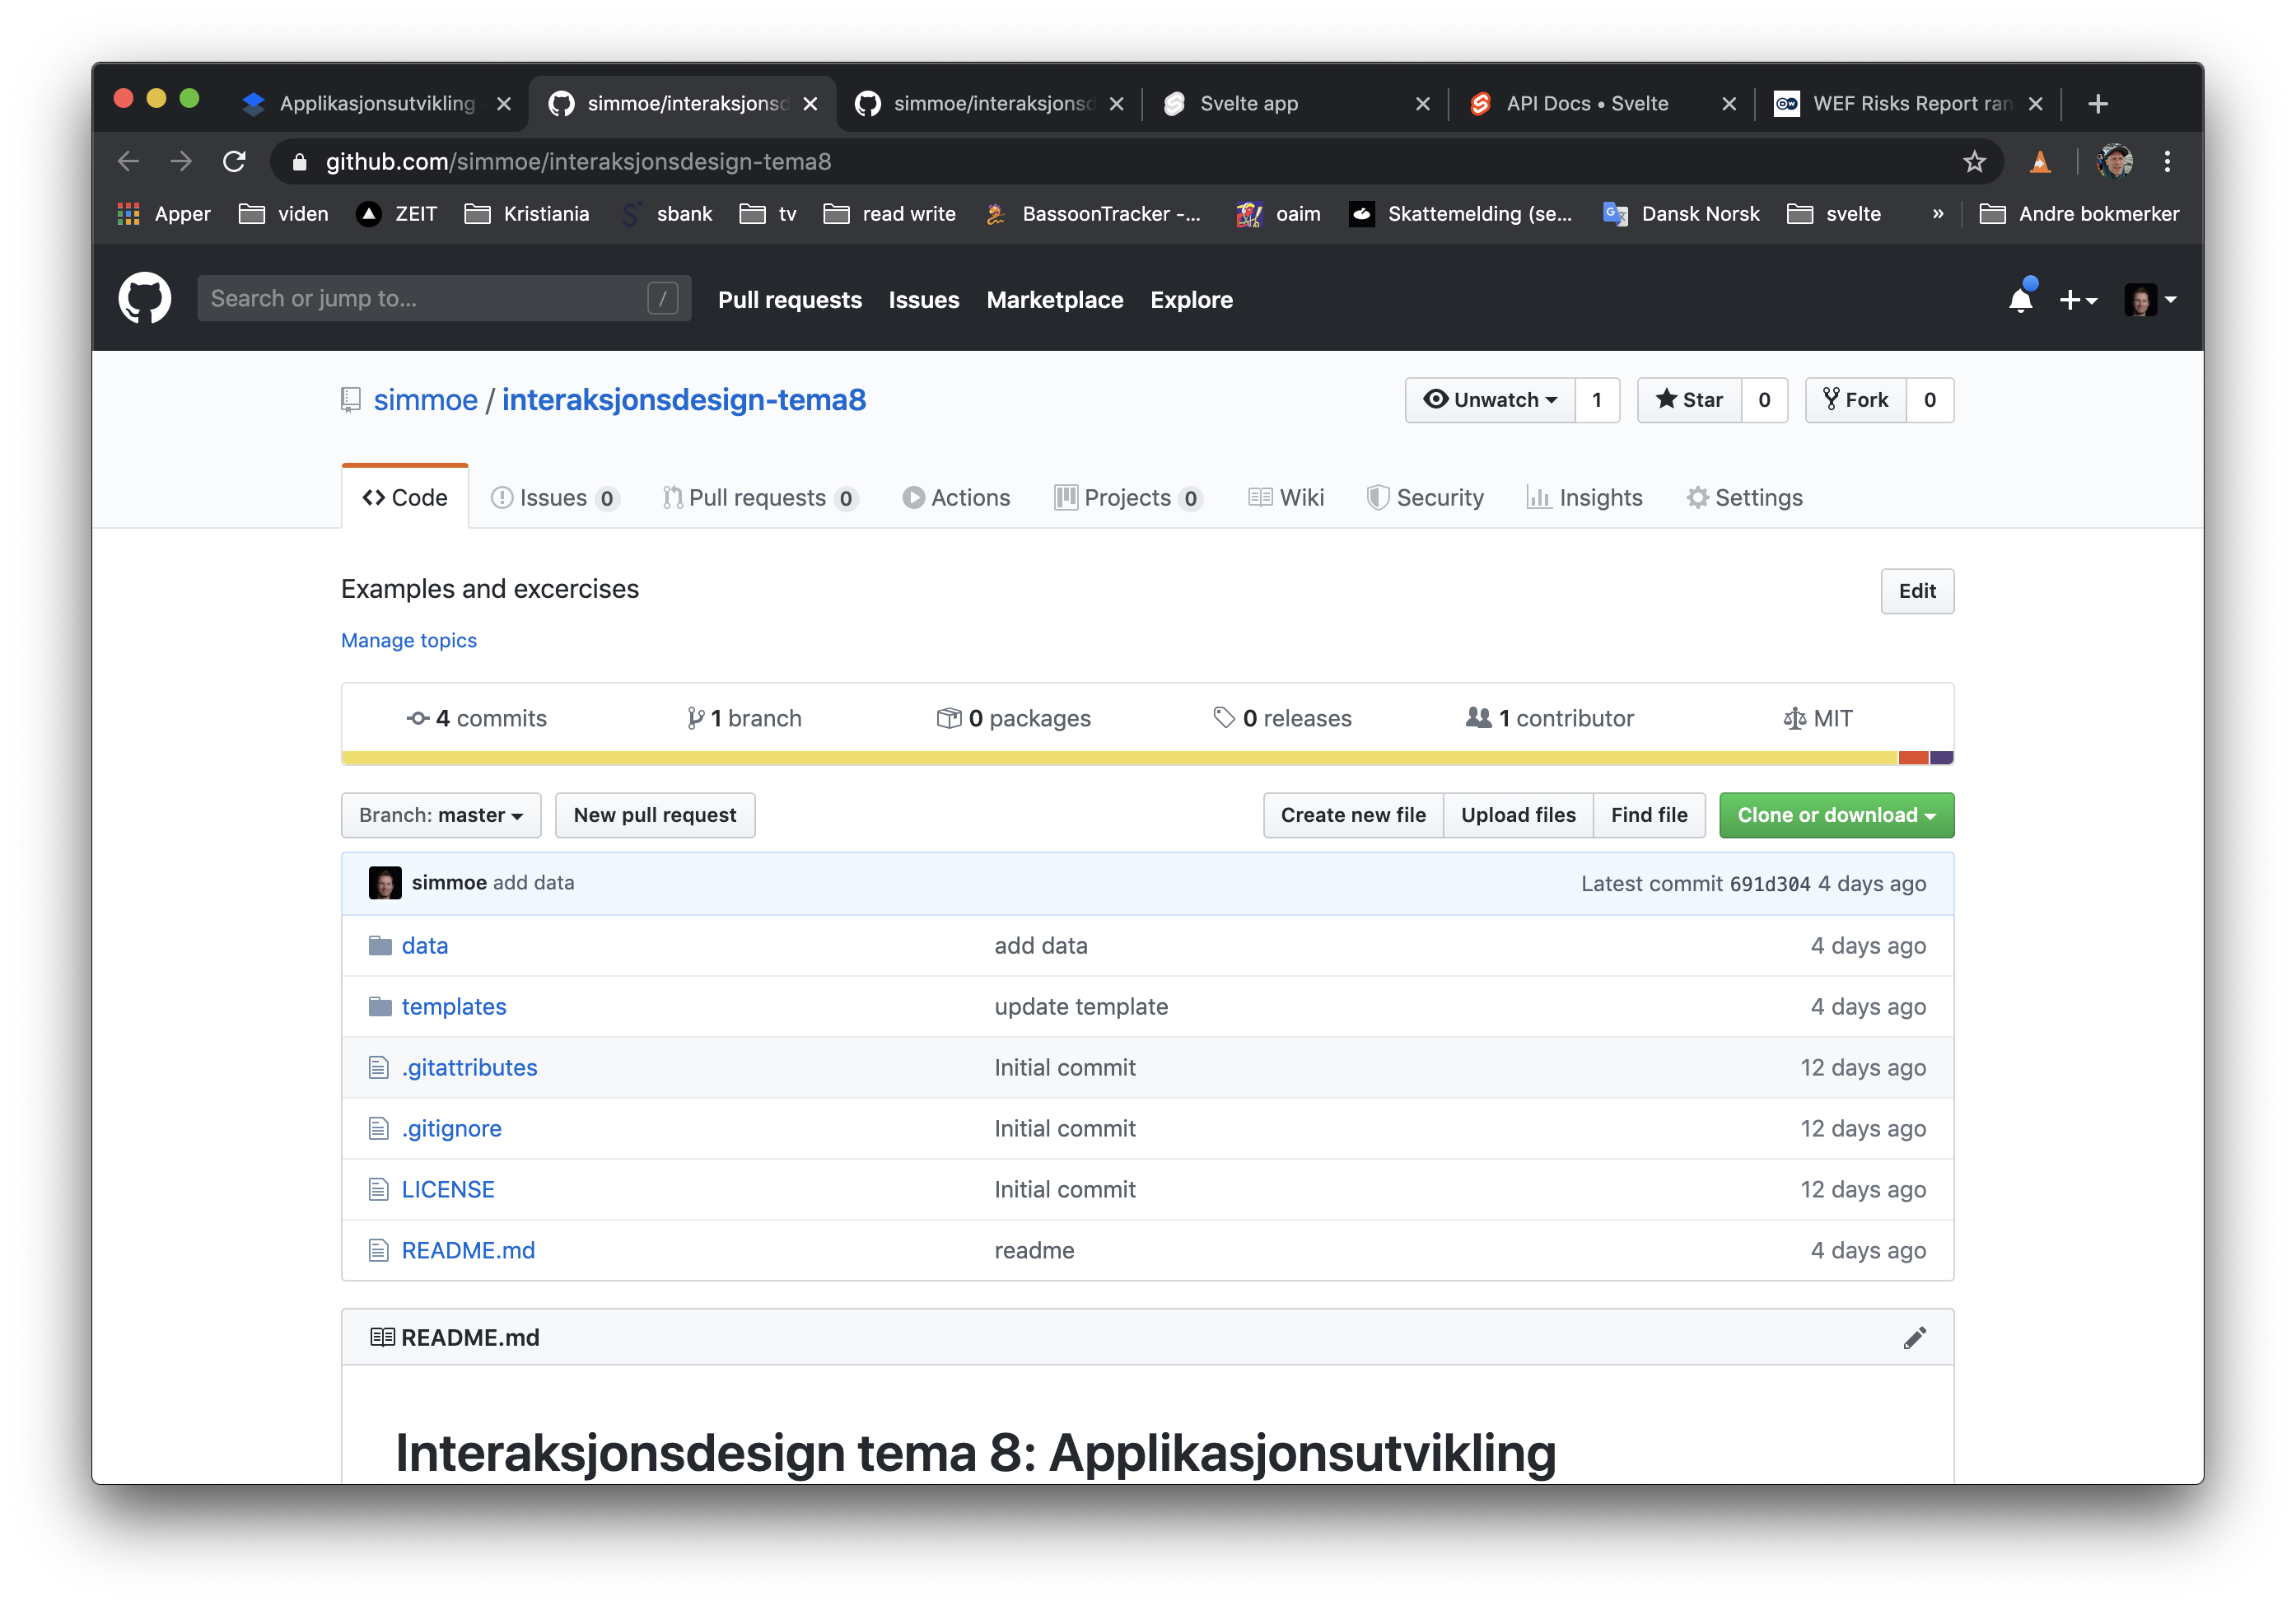 Applikasjonsutvikling simmoe/interaksjonsd simmoe/interaksjonsd Svelte app API Docs • Svelte WEF Risks Report ran
github.com/simmoe/interaksjonsdesign-tema8
Apper viden ZEIT Kristiania sbank tv read write BassoonTracker -... oaim Skattemelding (se... Dansk Norsk svelte » Andre bokmerker
Search or jump to... / Pull requests Issues Marketplace Explore
simmoe / interaksjonsdesign-tema8 Unwatch 1 Star 0 Fork 0
Code Issues 0 Pull requests 0 Actions Projects 0 Wiki Security Insights Settings
Examples and excercises Edit
Manage topics
4 commits 1 branch 0 packages 0 releases 1 contributor MIT
Branch: master New pull request Create new file Upload files Find file Clone or download
simmoe add data Latest commit 691d304 4 days ago
data add data 4 days ago
templates update template 4 days ago
.gitattributes Initial commit 12 days ago
.gitignore Initial commit 12 days ago
LICENSE Initial commit 12 days ago
README.md readme 4 days ago
README.md
Interaksjonsdesign tema 8: Applikasjonsutvikling